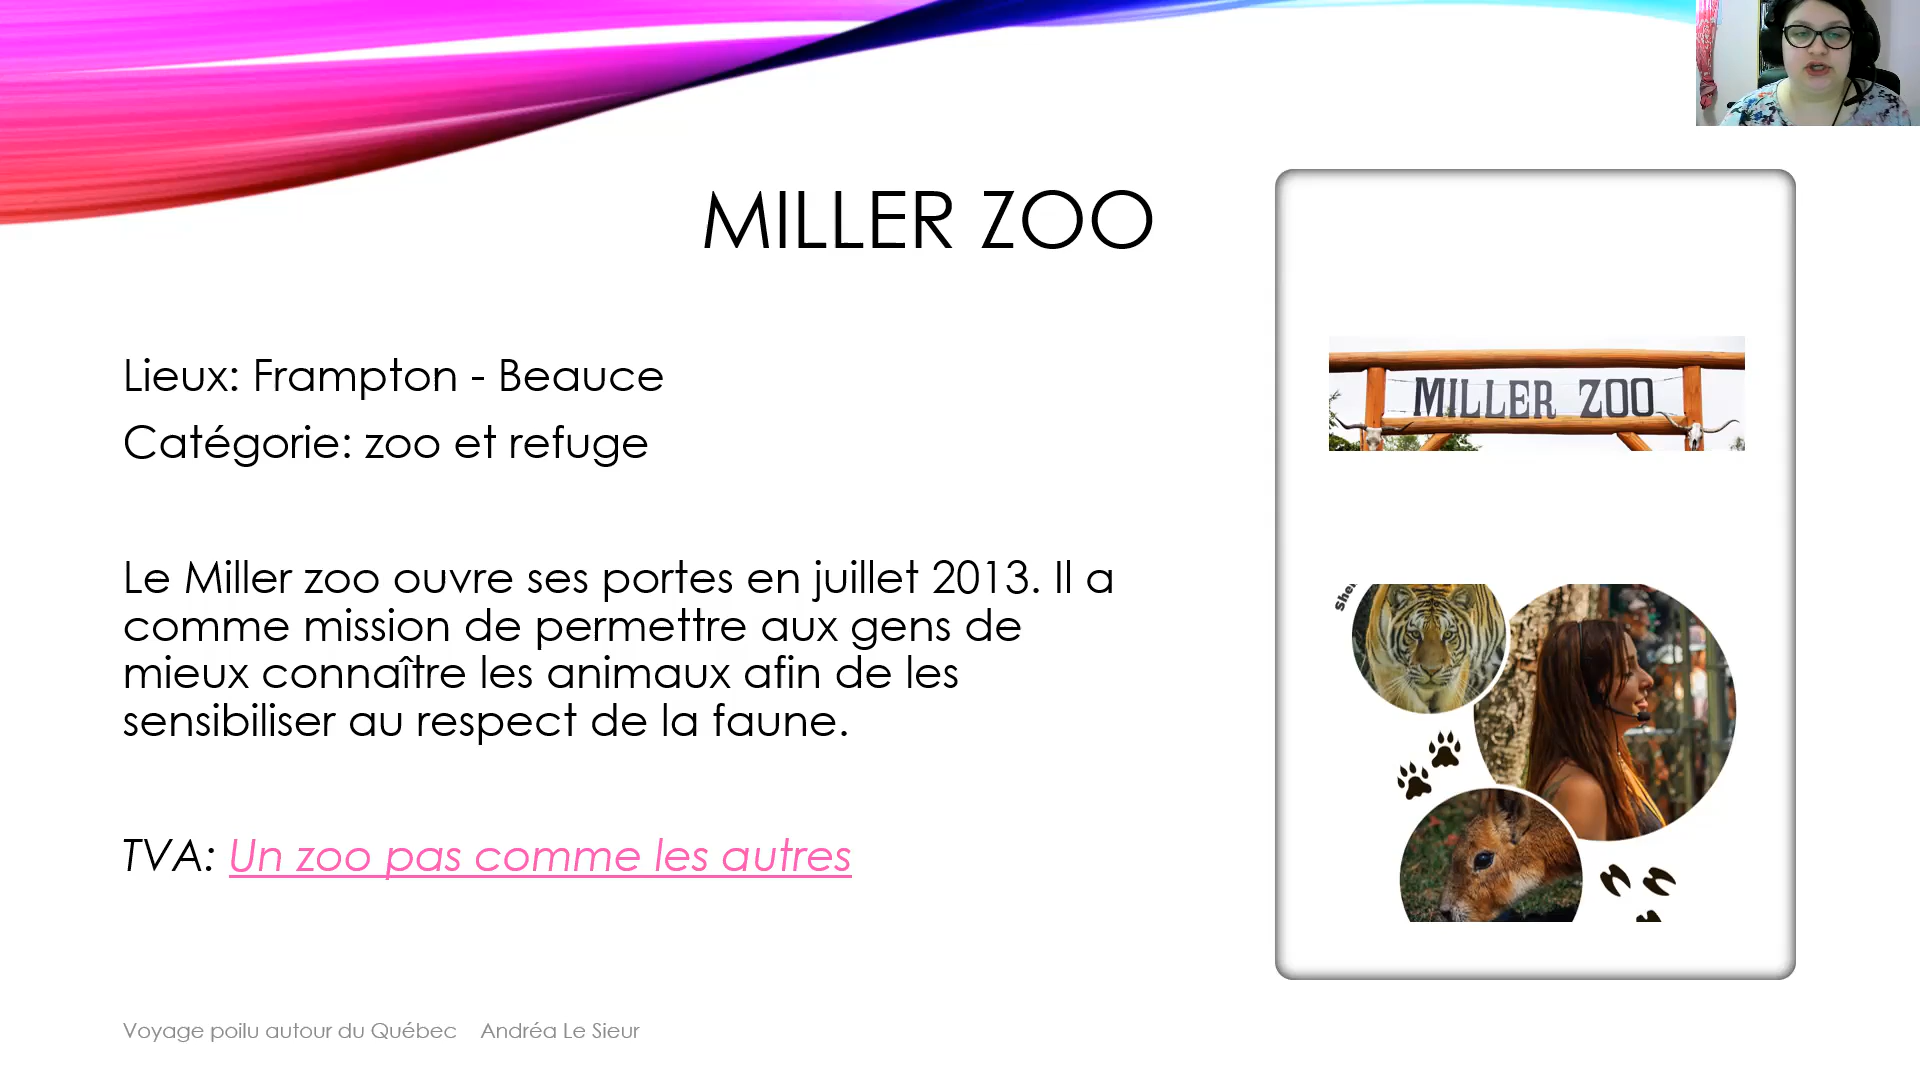 MILLER ZOO
Lieux: Frampton - Beauce
Catégorie: zoo et refuge
Le Miller zoo ouvre ses portes en juillet 2013. Il a
comme mission de permettre aux gens de
mieux connaître les animaux afin de les
sensibiliser au respect de la faune.
TVA: Un zoo pas comme les autres
MILLER ZOO
Voyage poilu autour du Québec Andréa Le Sieur